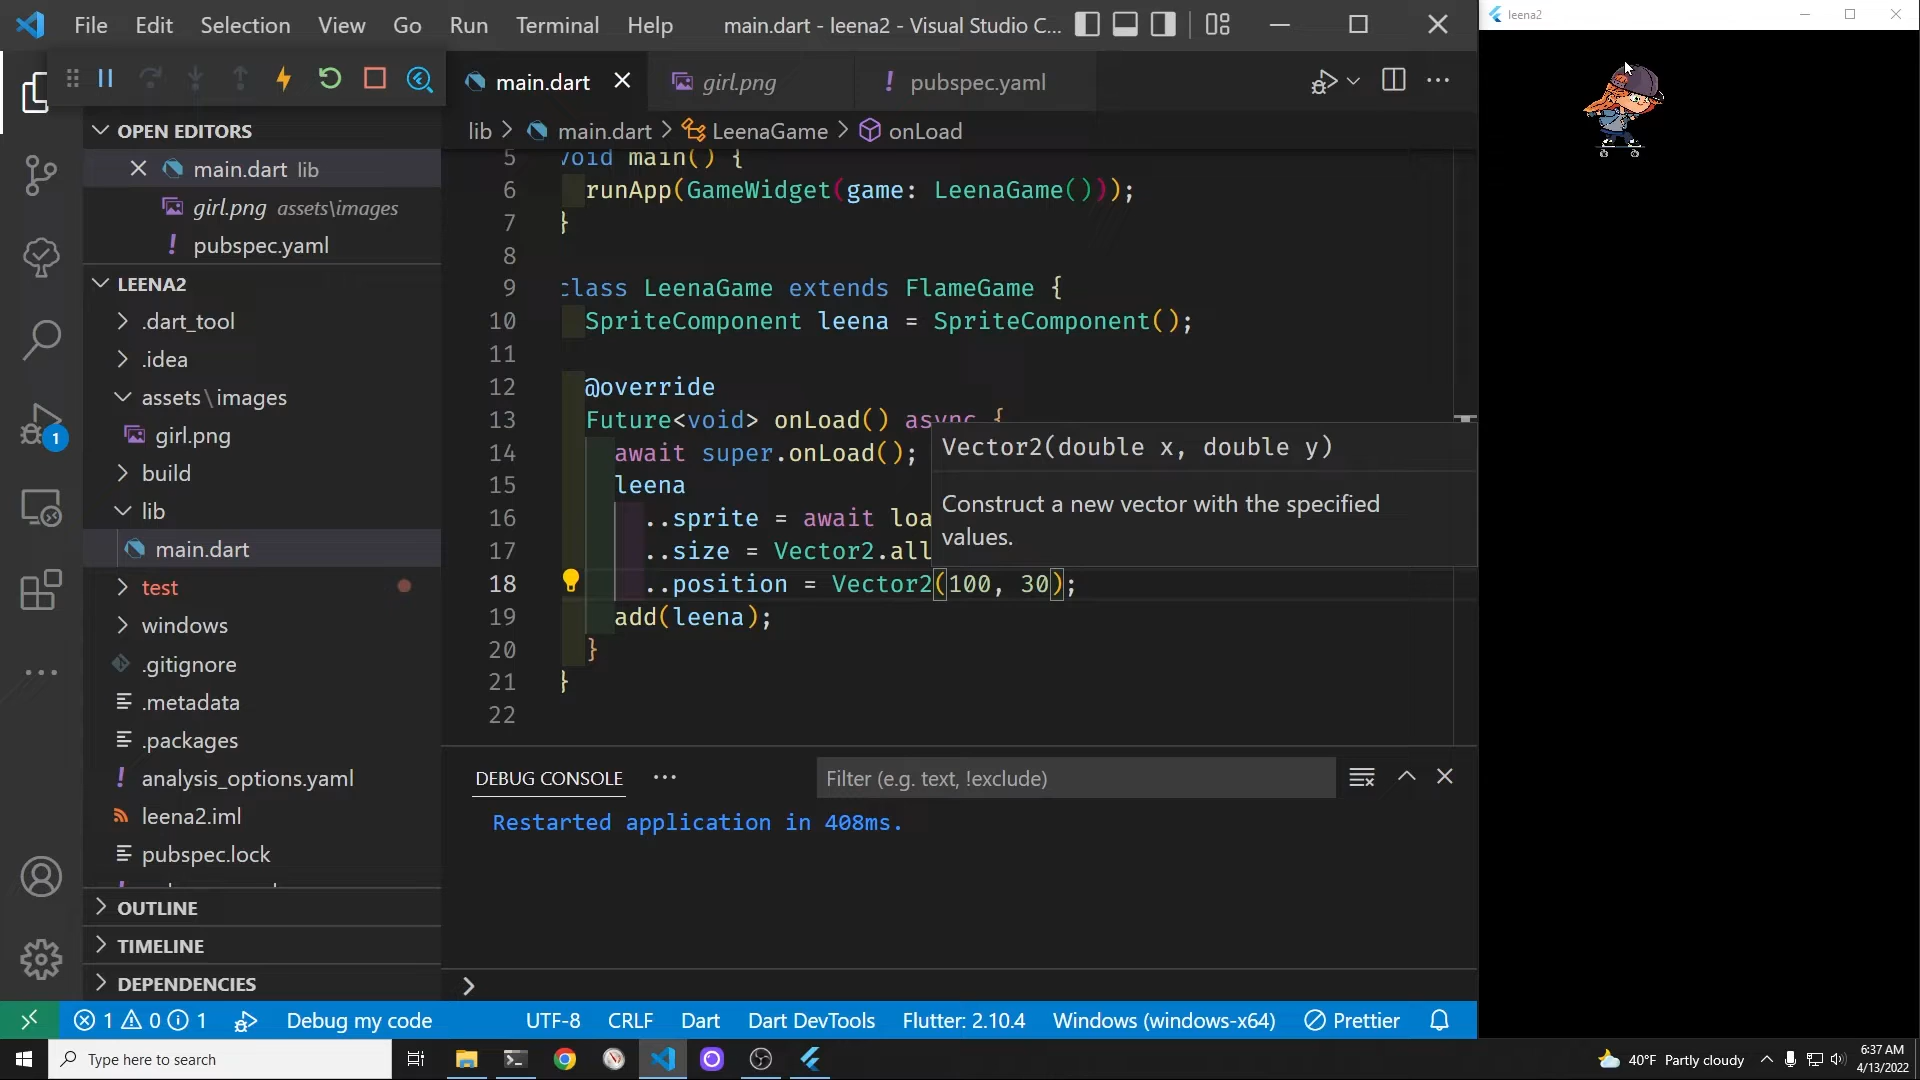 File Edit Selection View Go Run Terminal Help
main.dart - leena2 - Visual Studio C...
leena2
main.dart
girl.png
! pubspec.yaml
lib > main.dart > LeenaGame > onLoad
OPEN EDITORS
main.dart lib
girl.png assets\images
! pubspec.yaml
LEENA2
.dart_tool
.idea
assets\images
girl.png
build
lib
main.dart
test
windows
.gitignore
.metadata
.packages
! analysis_options.yaml
leena2.iml
pubspec.lock
OUTLINE
TIMELINE
DEPENDENCIES
1
5 void main() {
6 runApp(GameWidget(game: LeenaGame()));
7 }
8
9 class LeenaGame extends FlameGame {
10 SpriteComponent leena = SpriteComponent();
11
12 @override
13 Future<void> onLoad() async {
14 await super.onLoad();
15 leena
16 ..sprite = await loa
17 ..size = Vector2.all
18 ..position = Vector2(100, 30);
19 add(leena);
20 }
21 }
22
Vector2(double x, double y)
Construct a new vector with the specified
values.
DEBUG CONSOLE
Filter (e.g. text, !exclude)
Restarted application in 408ms.
1 0 1 Debug my code UTF-8 CRLF Dart Dart DevTools Flutter: 2.10.4 Windows (windows-x64) Prettier
Type here to search
40°F Partly cloudy
6:37 AM
4/13/2022